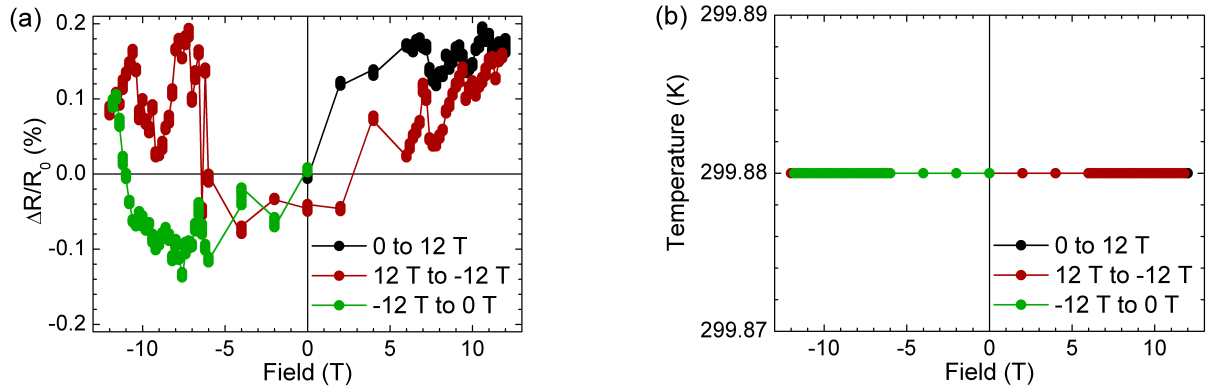 (a)
0.2
0.1
0.0
-0.1
-0.2
ΔR/R0 (%)
0 to 12 T
12 T to -12 T
-12 T to 0 T
-10 -5 0 5 10
Field (T)
(b)
299.89
299.88
299.87
Temperature (K)
0 to 12 T
12 T to -12 T
-12 T to 0 T
-10 -5 0 5 10
Field (T)